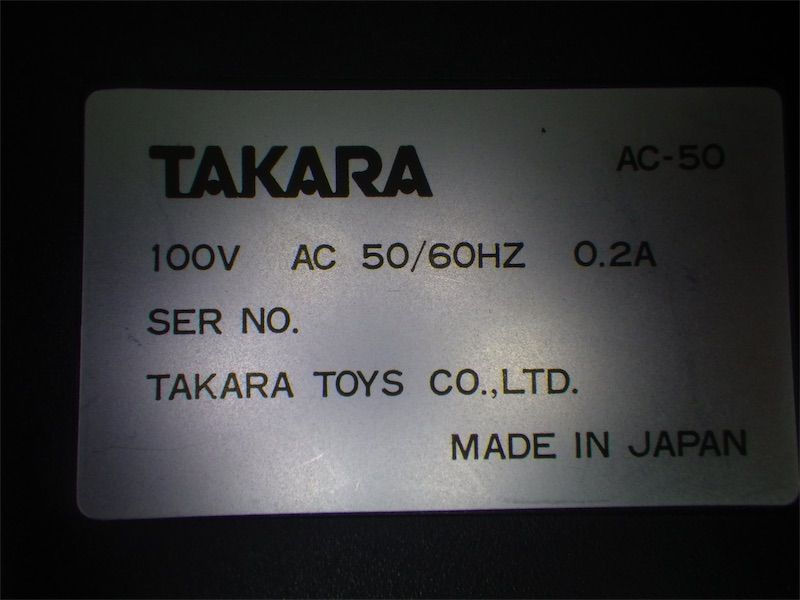 TAKARA AC-50
100V AC 50/60HZ 0.2A
SER NO.
TAKARA TOYS CO.,LTD.
MADE IN JAPAN